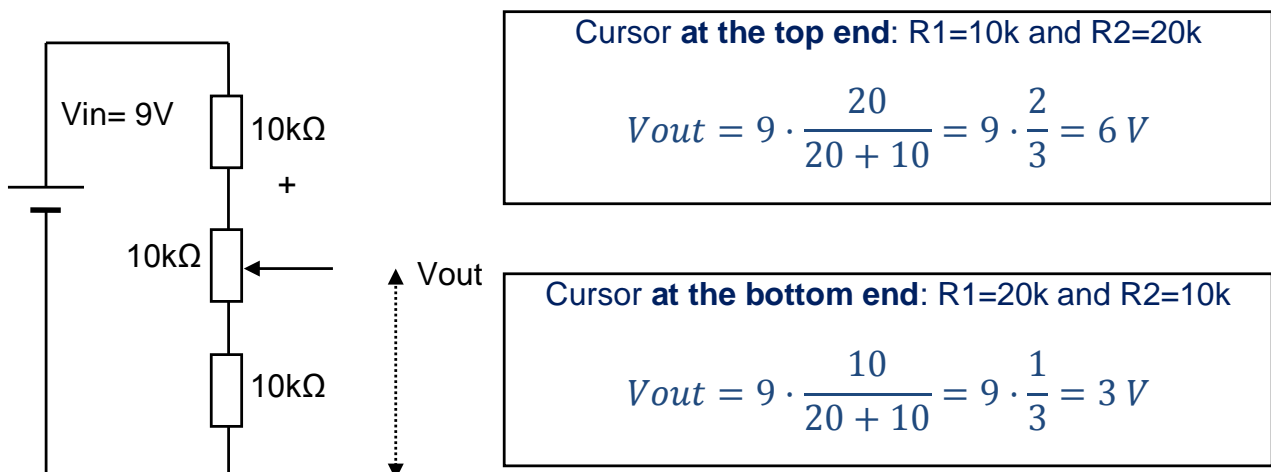 Vin= 9V
10kΩ
+
10kΩ
10kΩ
Vout
Cursor at the top end: R1=10k and R2=20k
Vout = 9 · 20/(20 + 10) = 9 · 2/3 = 6 V
Cursor at the bottom end: R1=20k and R2=10k
Vout = 9 · 10/(20 + 10) = 9 · 1/3 = 3 V